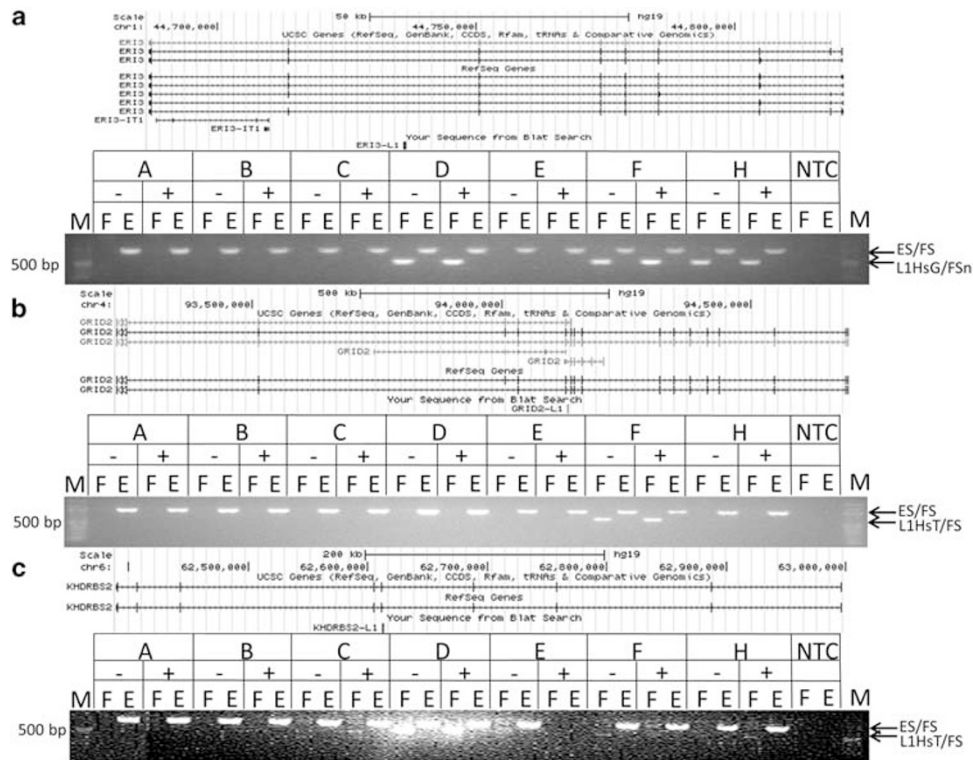 a
Scale 50 kb hg19
chr1: 44,700,000 44,750,000 44,800,000
UCSC Genes (RefSeq, GenBank, CCDS, Rfam, tRNAs & Comparative Genomics)
ERI3
ERI3
ERI3
RefSeq Genes
ERI3
ERI3
ERI3
ERI3
ERI3
ERI3-IT1
ERI3-IT1
Your Sequence from Blat Search
ERI3-L1
A B C D E F H NTC
- + - + - + - + - + - + - +
M F E F E F E F E F E F E F E F E F E F E F E F E F E F E F E M
500 bp
ES/FS
L1HsG/FSn
b
Scale 500 kb hg19
chr4: 93,500,000 94,000,000 94,500,000
UCSC Genes (RefSeq, GenBank, CCDS, Rfam, tRNAs & Comparative Genomics)
GRID2
GRID2
GRID2
GRID2
GRID2
RefSeq Genes
GRID2
GRID2
Your Sequence from Blat Search
GRID2-L1
A B C D E F H NTC
- + - + - + - + - + - + - +
M F E F E F E F E F E F E F E F E F E F E F E F E F E F E F E M
500 bp
ES/FS
L1HsT/FS
c
Scale 200 kb hg19
chr6: 62,500,000 62,600,000 62,700,000 62,800,000 62,900,000 63,000,000
UCSC Genes (RefSeq, GenBank, CCDS, Rfam, tRNAs & Comparative Genomics)
KHDRBS2
RefSeq Genes
KHDRBS2
Your Sequence from Blat Search
KHDRBS2-L1
A B C D E F H NTC
- + - + - + - + - + - + - +
M F E F E F E F E F E F E F E F E F E F E F E F E F E F E F E M
500 bp
ES/FS
L1HsT/FS